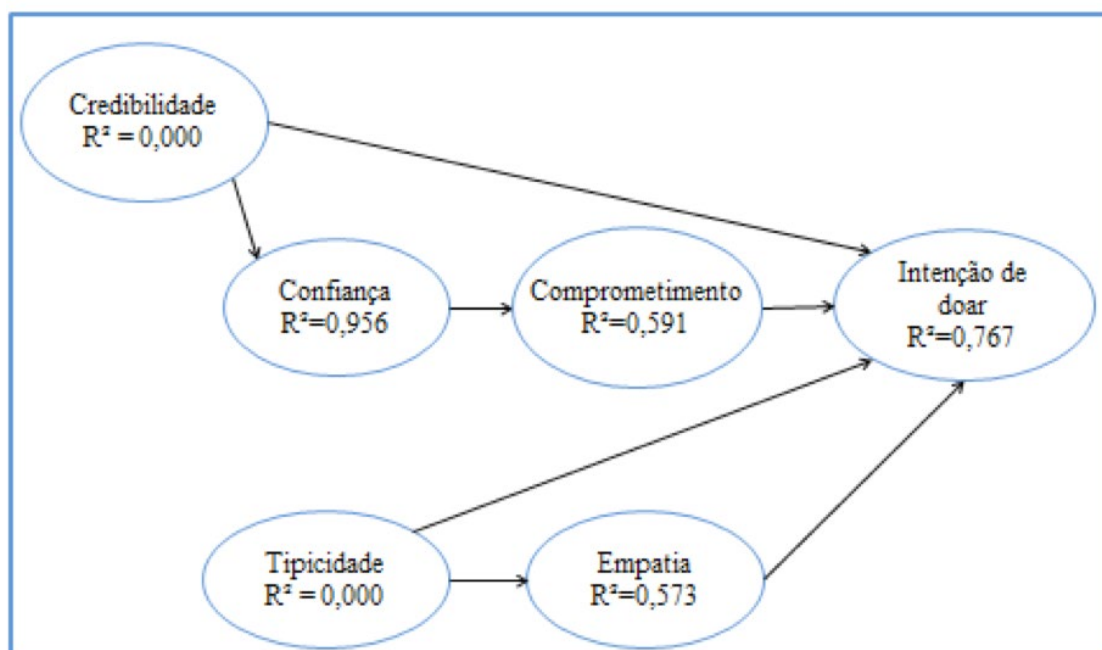 Credibilidade
R² = 0,000
Confiança
R²=0,956
Comprometimento
R²=0,591
Intenção de
doar
R²=0,767
Tipicidade
R² = 0,000
Empatia
R²=0,573